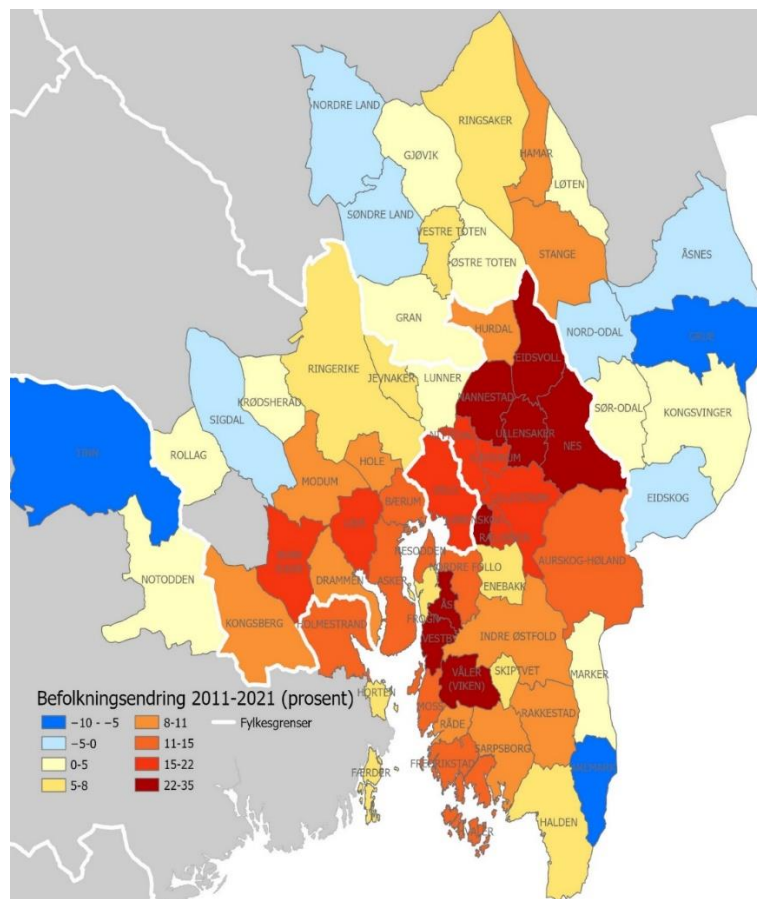 NORDRE LAND
RINGSAKER
GJØVIK
HAMAR
LØTEN
SØNDRE LAND
VESTRE TOTEN
ØSTRE TOTEN
STANGE
ÅSNES
GRAN
HURDAL
NORD-ODAL
EIDSVOLL
RINGERIKE
JEVNAKER
LUNNER
NANNESTAD
KRØDSHERAD
SIGDAL
ULLENSAKER
NES
SØR-ODAL
KONGSVINGER
ROLLAG
HOLE
MODUM
BÆRUM
EIDSKOG
NESODDEN
NORDRE FOLLO
AURSKOG-HØLAND
NOTODDEN
DRAMMEN
ASKER
ENEBAKK
KONGSBERG
HOLMESTRAND
FROGN
ÅS
VESTBY
INDRE ØSTFOLD
VÅLER
(VIKEN)
SKIPTVET
MARKER
HORTEN
MOSS
RÅDE
RAKKESTAD
SARPSBORG
FREDRIKSTAD
AREMARK
FÆRDER
HALDEN
Befolkningsendring 2011-2021 (prosent)
−10 - −5
8-11
Fylkesgrenser
−5-0
11-15
0-5
15-22
5-8
22-35